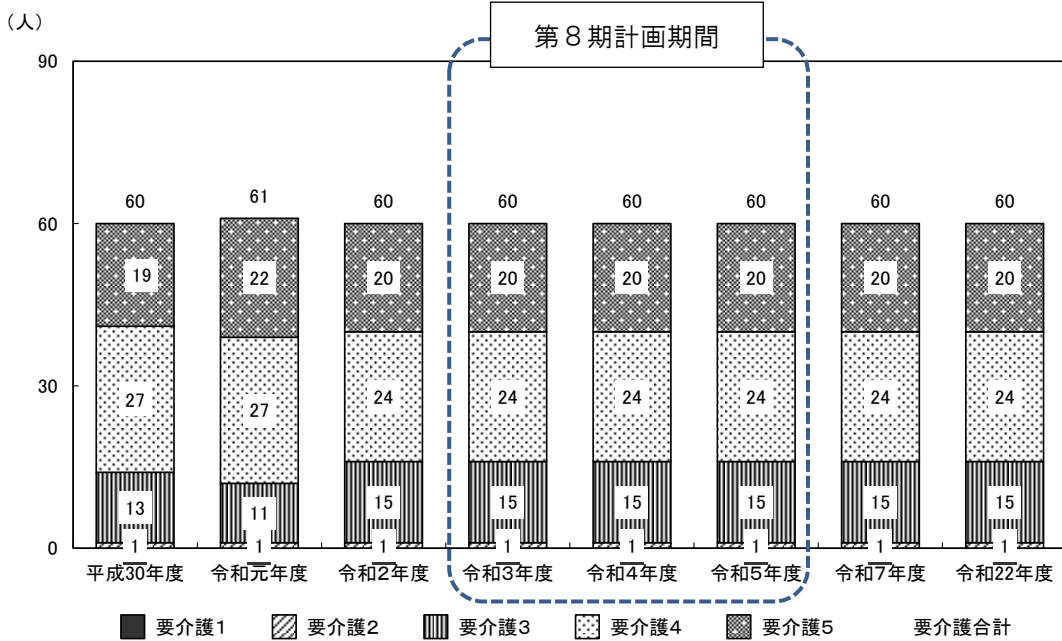 （人）
第８期計画期間
90
60
30
0
60
61
60
60
60
60
60
60
19
22
20
20
20
20
20
20
27
27
24
24
24
24
24
24
13
11
15
15
15
15
15
15
1
1
1
1
1
1
1
1
平成30年度
令和元年度
令和2年度
令和3年度
令和4年度
令和5年度
令和7年度
令和22年度
要介護1
要介護2
要介護3
要介護4
要介護5
要介護合計